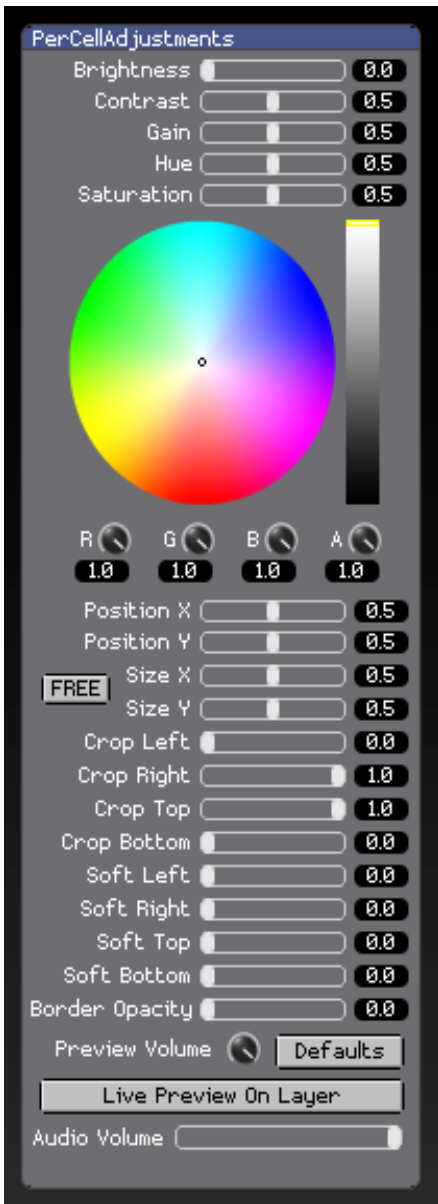 PerCellAdjustments
Brightness 0.0
Contrast 0.5
Gain 0.5
Hue 0.5
Saturation 0.5
R G B A
1.0 1.0 1.0 1.0
Position X 0.5
Position Y 0.5
Size X 0.5
FREE
Size Y 0.5
Crop Left 0.0
Crop Right 1.0
Crop Top 1.0
Crop Bottom 0.0
Soft Left 0.0
Soft Right 0.0
Soft Top 0.0
Soft Bottom 0.0
Border Opacity 0.0
Preview Volume Defaults
Live Preview On Layer
Audio Volume